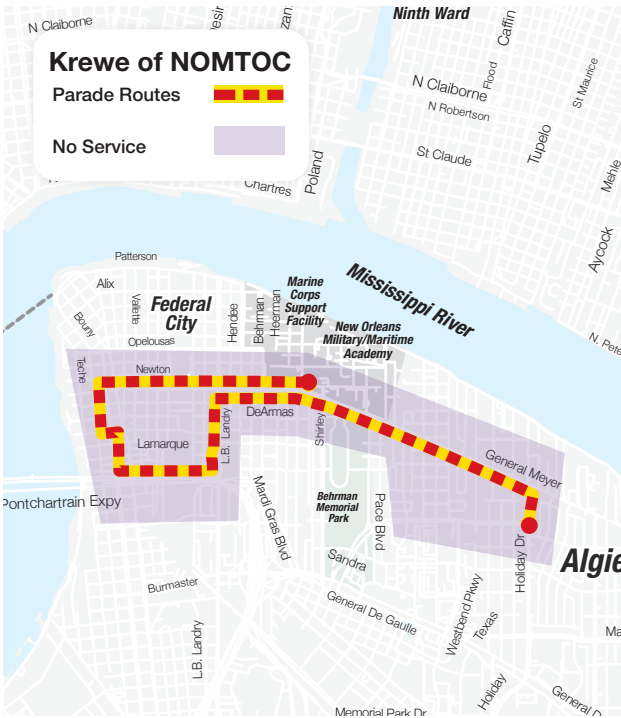 N Claiborne
Ninth Ward
Caffin
Krewe of NOMTOC
Parade Routes
No Service
N Claiborne
Flood
St Maurice
N Robertson
St Claude
Tupelo
Mehle
Chartres
Poland
Aycock
Patterson
Mississippi River
Alix
Valette
Federal
City
Bouny
Hendee
Behrman
Heerman
Marine
Corps
Support
Facility
New Orleans
Military/Maritime
Academy
N. Pete
Opelousas
Teche
Newton
DeArmas
L.B. Landry
Shirley
Lamarque
General Meyer
Pontchartrain Expy
Mardi Gras Blvd
Behrman
Memorial
Park
Pace Blvd
Holiday Dr
Algie
Sandra
Burmaster
General De Gaulle
Westbend Pkwy
Texas
Ma
L.B. Landry
Holiday
General D
Memorial Park Dr